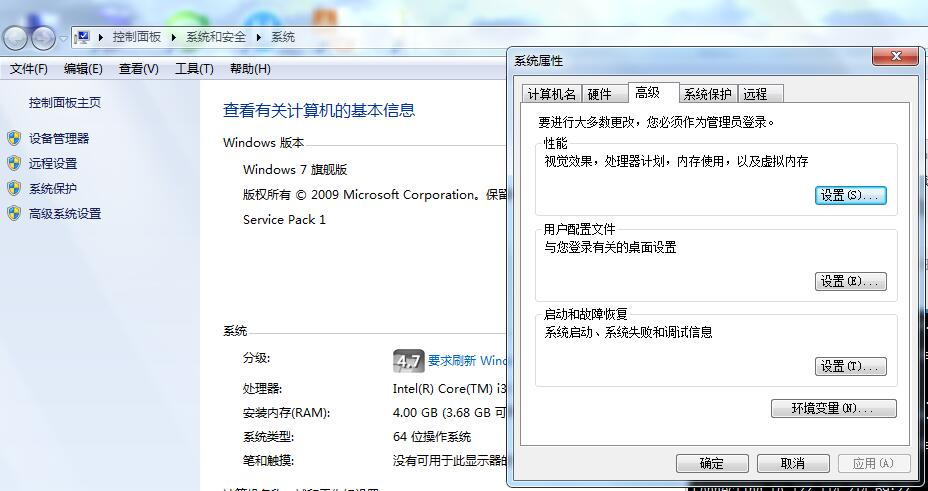 控制面板 系统和安全 系统
文件(F) 编辑(E) 查看(V) 工具(T) 帮助(H)
控制面板主页
设备管理器
远程设置
系统保护
高级系统设置
查看有关计算机的基本信息
Windows 版本
Windows 7 旗舰版
版权所有 © 2009 Microsoft Corporation。保留
Service Pack 1
系统
分级:
4.7 要求刷新 Wind
处理器: Intel(R) Core(TM) i3
安装内存(RAM): 4.00 GB (3.68 GB 可
系统类型: 64 位操作系统
笔和触摸: 没有可用于此显示器的
系统属性
计算机名 硬件 高级 系统保护 远程
要进行大多数更改，您必须作为管理员登录。
性能
视觉效果，处理器计划，内存使用，以及虚拟内存
设置(S)...
用户配置文件
与您登录有关的桌面设置
设置(E)...
启动和故障恢复
系统启动、系统失败和调试信息
设置(T)...
环境变量(N)...
确定 取消 应用(A)